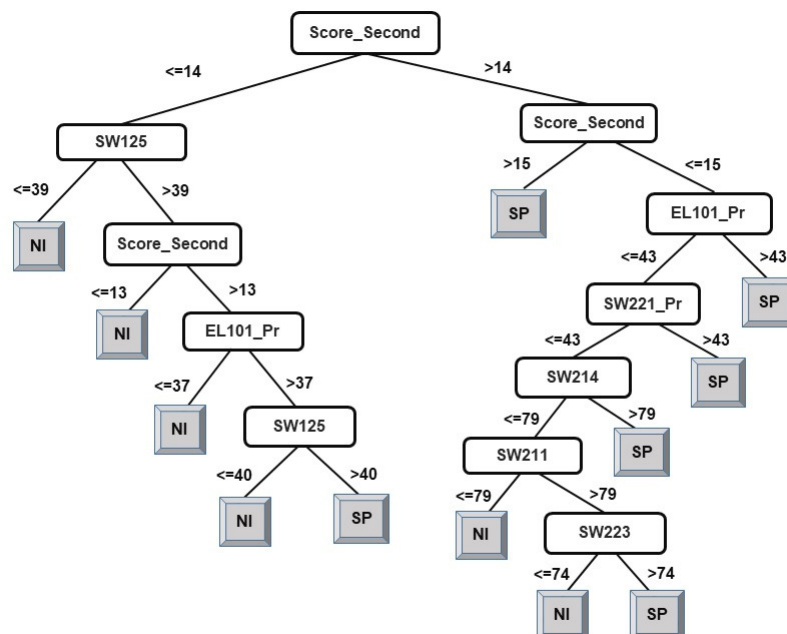 Score_Second
<=14 >14
SW125 Score_Second
<=39 >39 >15 <=15
NI Score_Second SP EL101_Pr
<=13 >13 <=43 >43
NI EL101_Pr SW221_Pr SP
<=37 >37 <=43 >43
NI SW125 SW214 SP
<=40 >40 <=79 >79
NI SP SW211 SP
<=79 >79
NI SW223
<=74 >74
NI SP